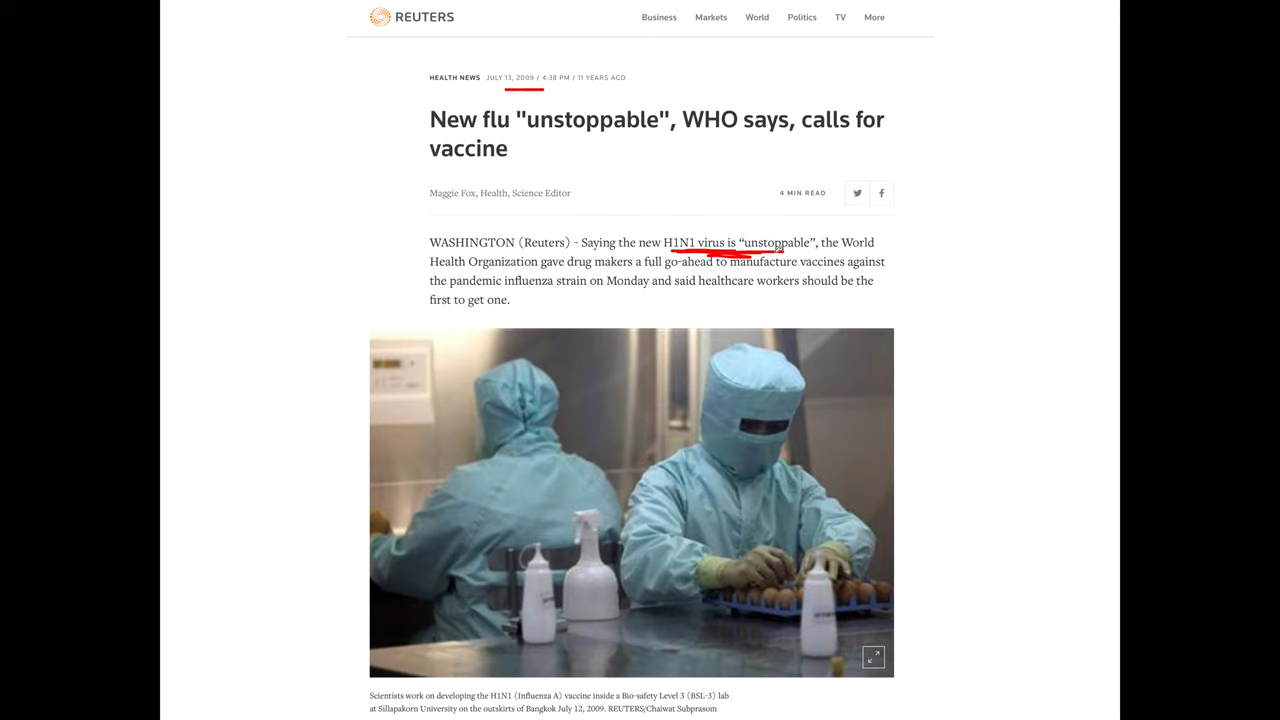 REUTERS Business Markets World Politics TV More
HEALTH NEWS JULY 13, 2009 / 4:38 PM / 11 YEARS AGO
New flu "unstoppable", WHO says, calls for
vaccine
Maggie Fox, Health, Science Editor 4 MIN READ
WASHINGTON (Reuters) - Saying the new H1N1 virus is “unstoppable”, the World
Health Organization gave drug makers a full go-ahead to manufacture vaccines against
the pandemic influenza strain on Monday and said healthcare workers should be the
first to get one.
Scientists work on developing the H1N1 (Influenza A) vaccine inside a Bio-safety Level 3 (BSL-3) lab
at Sillapakorn University on the outskirts of Bangkok July 12, 2009. REUTERS/Chaiwat Subprasom